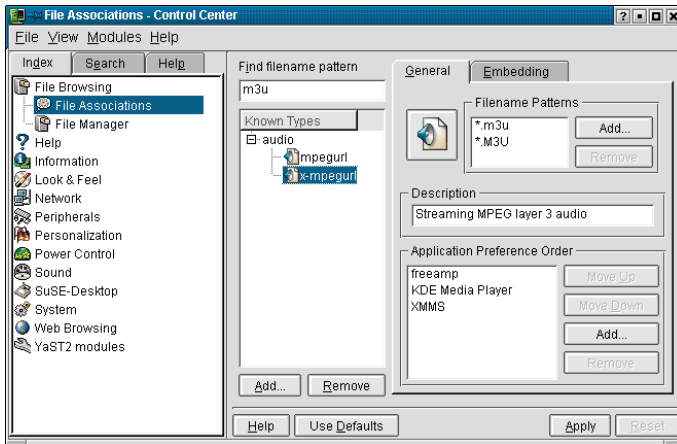 File Associations - Control Center
File View Modules Help
Index Search Help
File Browsing
File Associations
File Manager
Help
Information
Look & Feel
Network
Peripherals
Personalization
Power Control
Sound
SuSE-Desktop
System
Web Browsing
YaST2 modules
Find filename pattern
m3u
Known Types
audio
mpegurl
x-mpegurl
Add... Remove
General Embedding
Filename Patterns
*.m3u
*.M3U
Add...
Remove
Description
Streaming MPEG layer 3 audio
Application Preference Order
freeamp
KDE Media Player
XMMS
Move Up
Move Down
Add...
Remove
Help Use Defaults Apply Reset